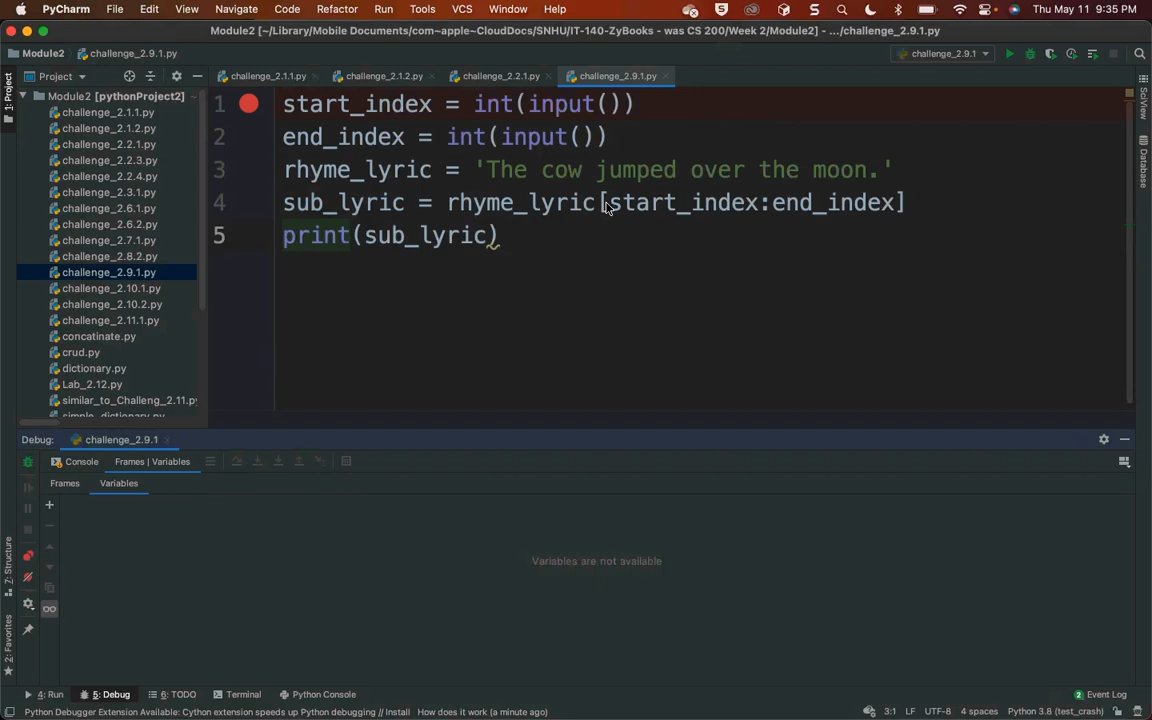 PyCharm File Edit View Navigate Code Refactor Run Tools VCS Window Help Thu May 11 9:35 PM
Module2 [~/Library/Mobile Documents/com~apple~CloudDocs/SNHU/IT-140-ZyBooks - was CS 200/Week 2/Module2] - .../challenge_2.9.1.py
Module2 challenge_2.9.1.py challenge_2.9.1
Project challenge_2.1.1.py challenge_2.1.2.py challenge_2.2.1.py challenge_2.9.1.py
Module2 [pythonProject2]
challenge_2.1.1.py
challenge_2.1.2.py
challenge_2.2.1.py
challenge_2.2.3.py
challenge_2.2.4.py
challenge_2.3.1.py
challenge_2.6.1.py
challenge_2.6.2.py
challenge_2.7.1.py
challenge_2.8.2.py
challenge_2.9.1.py
challenge_2.10.1.py
challenge_2.10.2.py
challenge_2.11.1.py
concatinate.py
crud.py
dictionary.py
Lab_2.12.py
similar_to_Challeng_2.11.py
simple_dictionary.py
1 start_index = int(input())
2 end_index = int(input())
3 rhyme_lyric = 'The cow jumped over the moon.'
4 sub_lyric = rhyme_lyric[start_index:end_index]
5 print(sub_lyric)
1: Project
SciView
Database
Debug: challenge_2.9.1
Console Frames | Variables
Frames Variables
Variables are not available
Z: Structure
2: Favorites
4: Run 5: Debug 6: TODO Terminal Python Console 2 Event Log
Python Debugger Extension Available: Cython extension speeds up Python debugging // Install How does it work (a minute ago) 3:1 LF UTF-8 4 spaces Python 3.8 (test_crash)